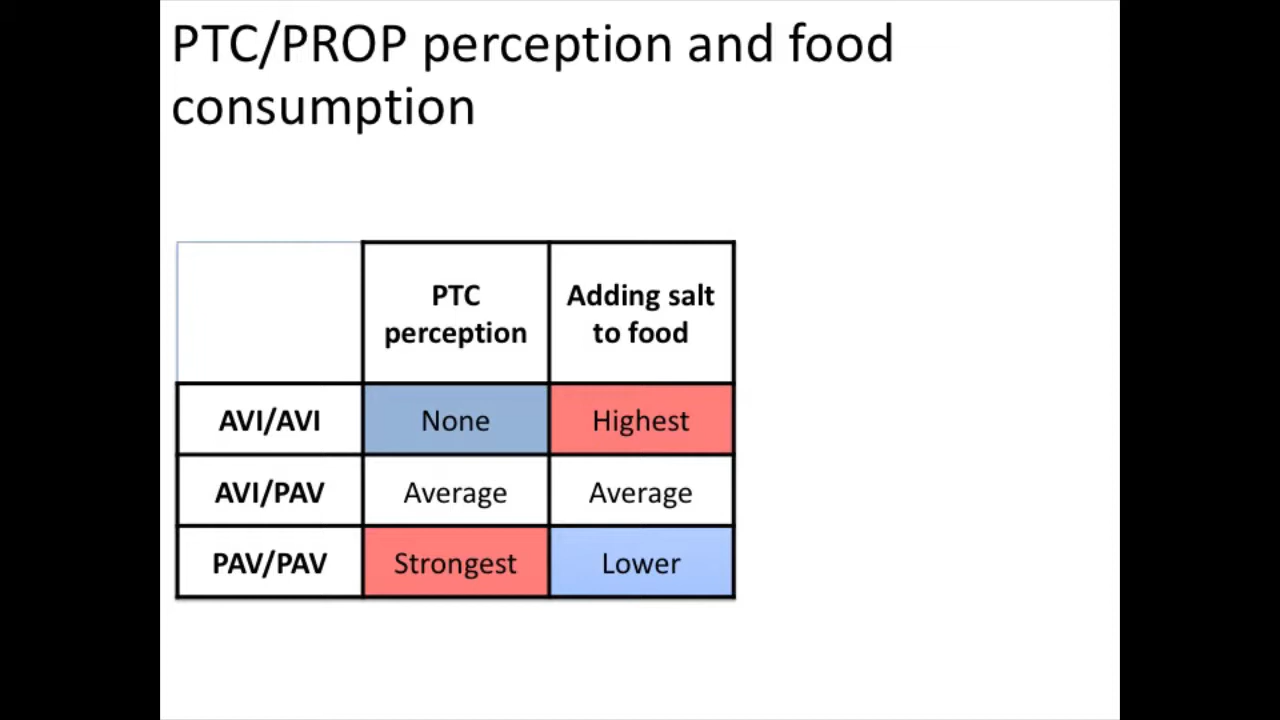 PTC/PROP perception and food
consumption
PTC
perception
Adding salt
to food
AVI/AVI
None
Highest
AVI/PAV
Average
Average
PAV/PAV
Strongest
Lower